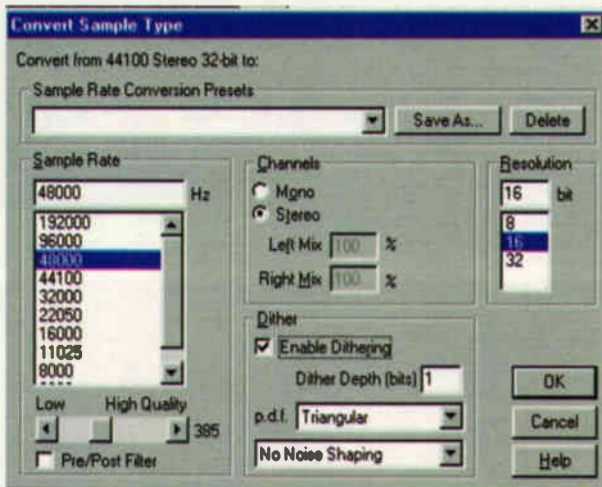 Convert Sample Type
Convert from 44100 Stereo 32-bit to:
Sample Rate Conversion Presets
Save As...
Delete
Sample Rate
48000 Hz
192000
96000
48000
44100
32000
22050
16000
11025
8000
Low High Quality
385
Pre/Post Filter
Channels
Mono
Stereo
Left Mix 100 %
Right Mix 100 %
Dither
Enable Dithering
Dither Depth (bits) 1
p.d.f. Triangular
No Noise Shaping
Resolution
16 bit
8
16
32
OK
Cancel
Help